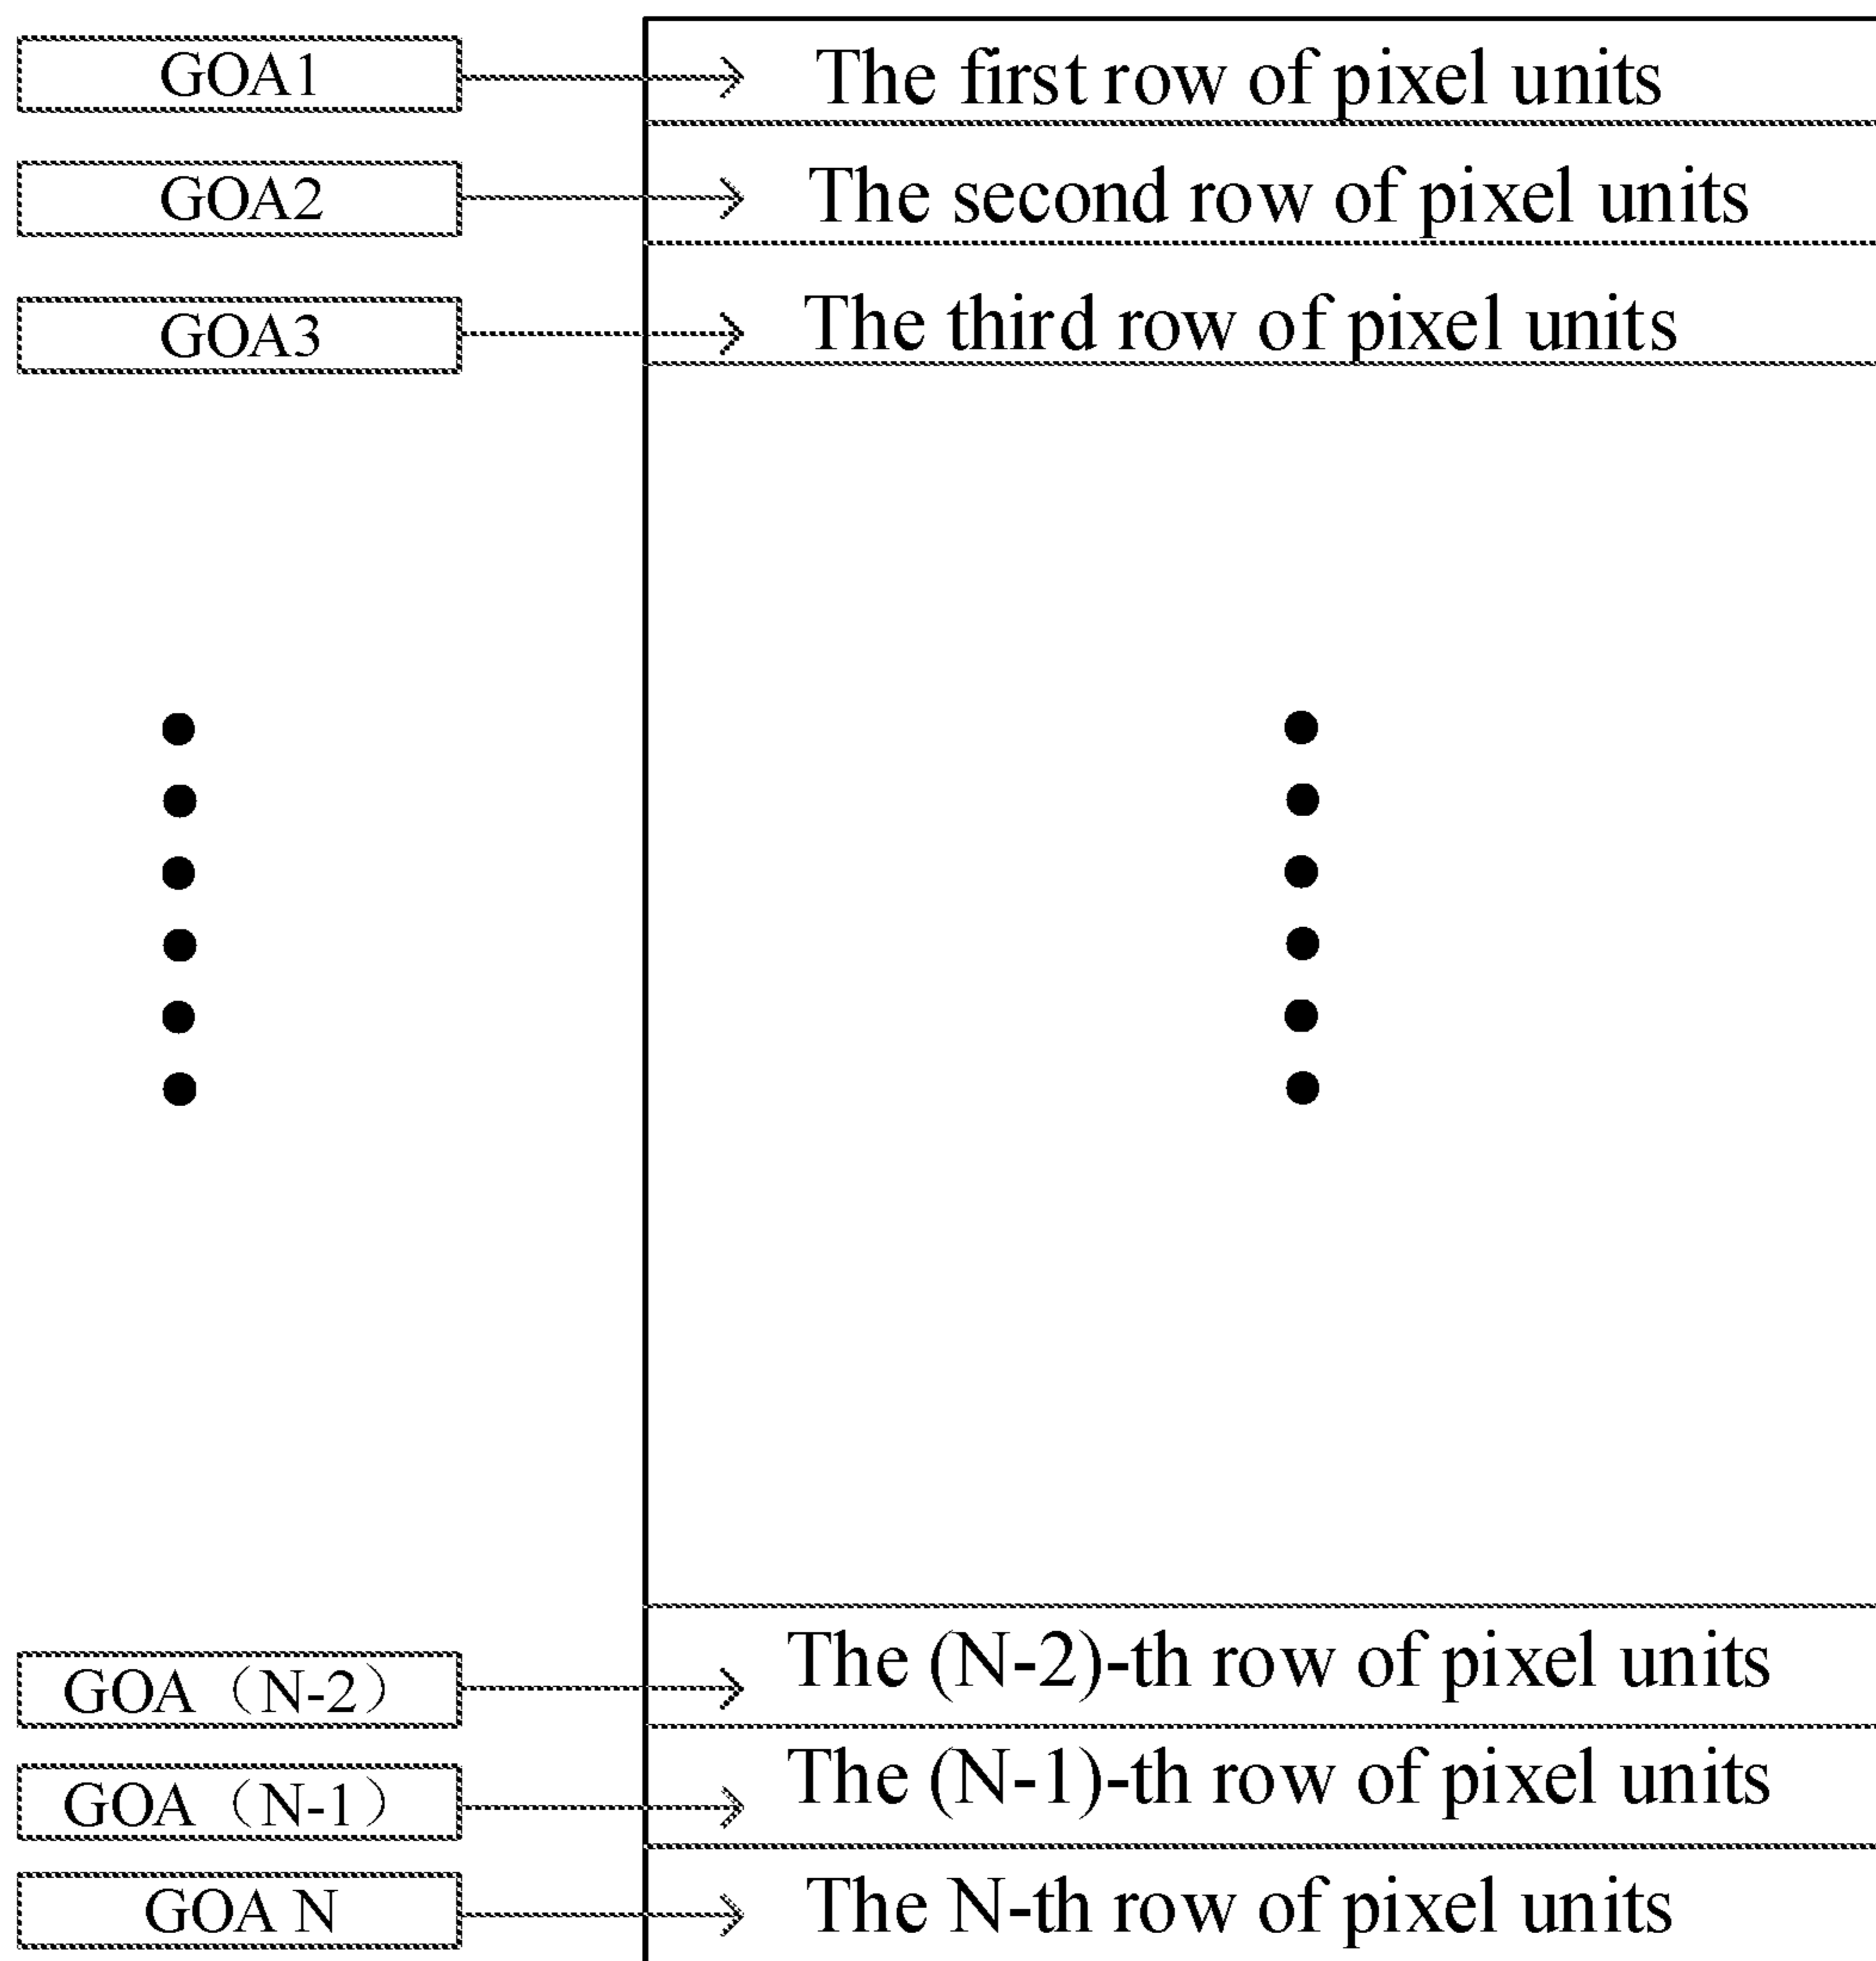 GOA1 The first row of pixel units
GOA2 The second row of pixel units
GOA3 The third row of pixel units
GOA（N-2） The (N-2)-th row of pixel units
GOA（N-1） The (N-1)-th row of pixel units
GOA N The N-th row of pixel units